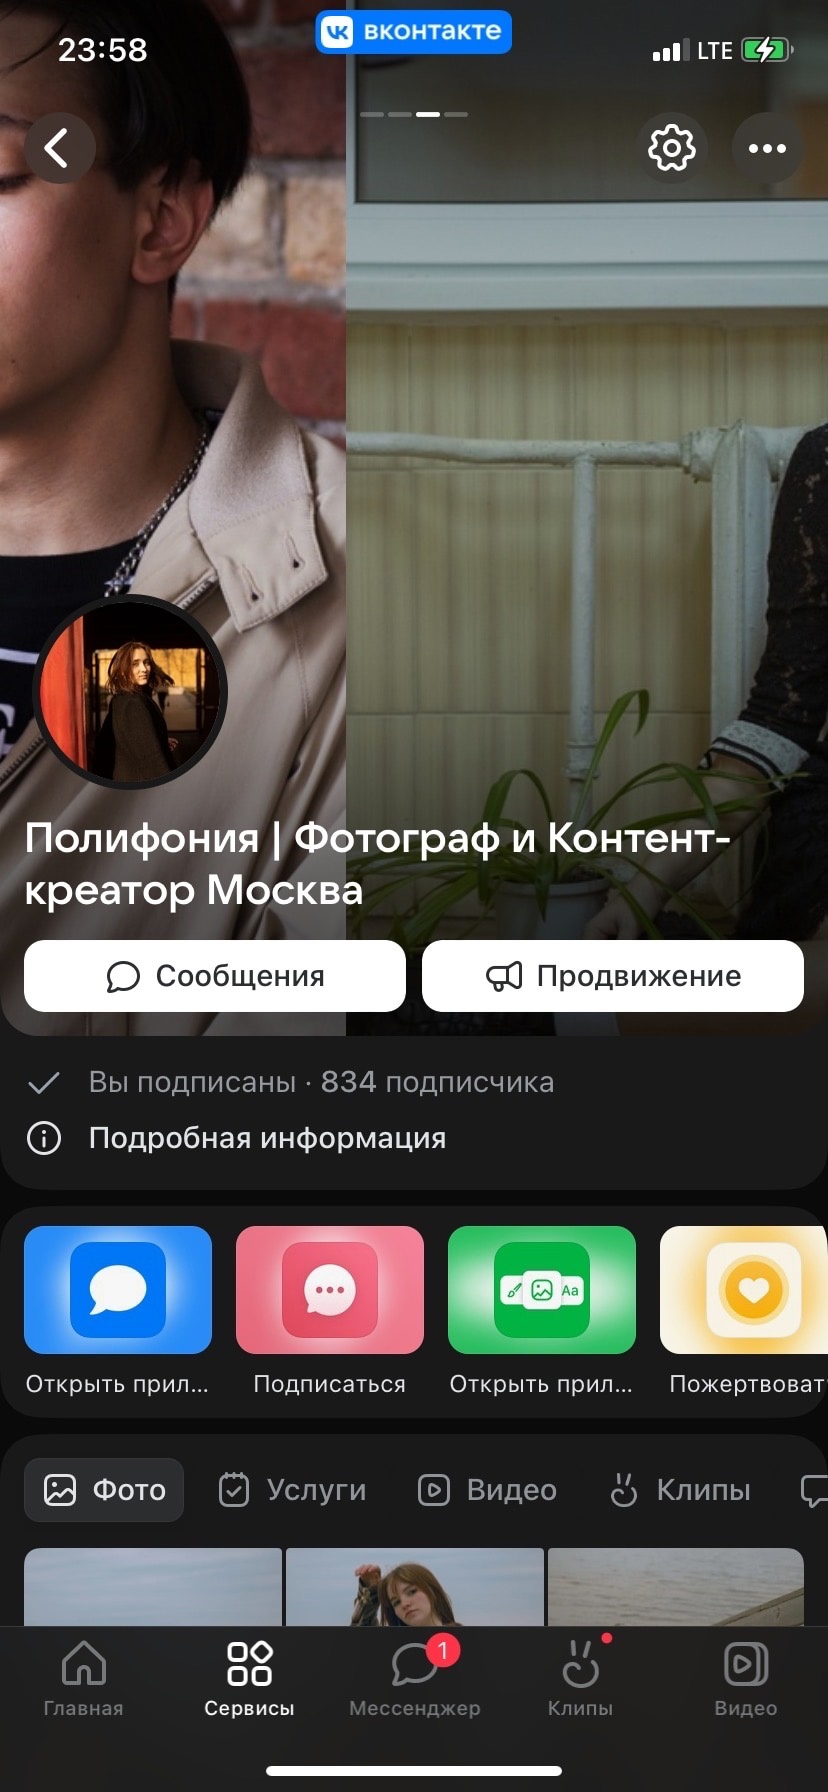 23:58
вконтакте
LTE
Полифония | Фотограф и Контент-
креатор Москва
Сообщения
Продвижение
Вы подписаны · 834 подписчика
Подробная информация
Aa
Открыть прил...
Подписаться
Открыть прил...
Пожертвоват
Фото
Услуги
Видео
Клипы
1
Главная
Сервисы
Мессенджер
Клипы
Видео